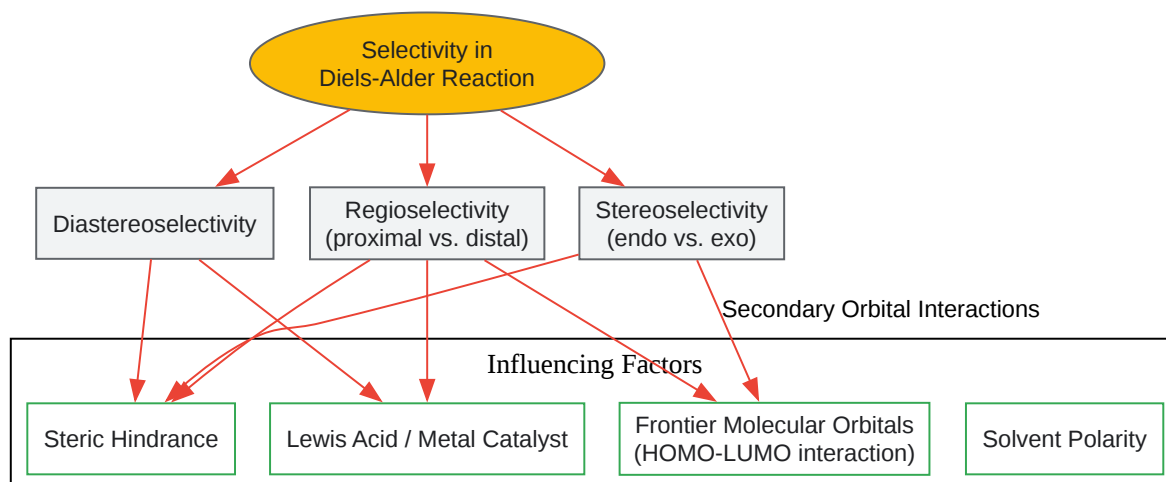 Selectivity in
Diels-Alder Reaction
Diastereoselectivity
Regioselectivity
(proximal vs. distal)
Stereoselectivity
(endo vs. exo)
Secondary Orbital Interactions
Influencing Factors
Steric Hindrance
Lewis Acid / Metal Catalyst
Frontier Molecular Orbitals
(HOMO-LUMO interaction)
Solvent Polarity